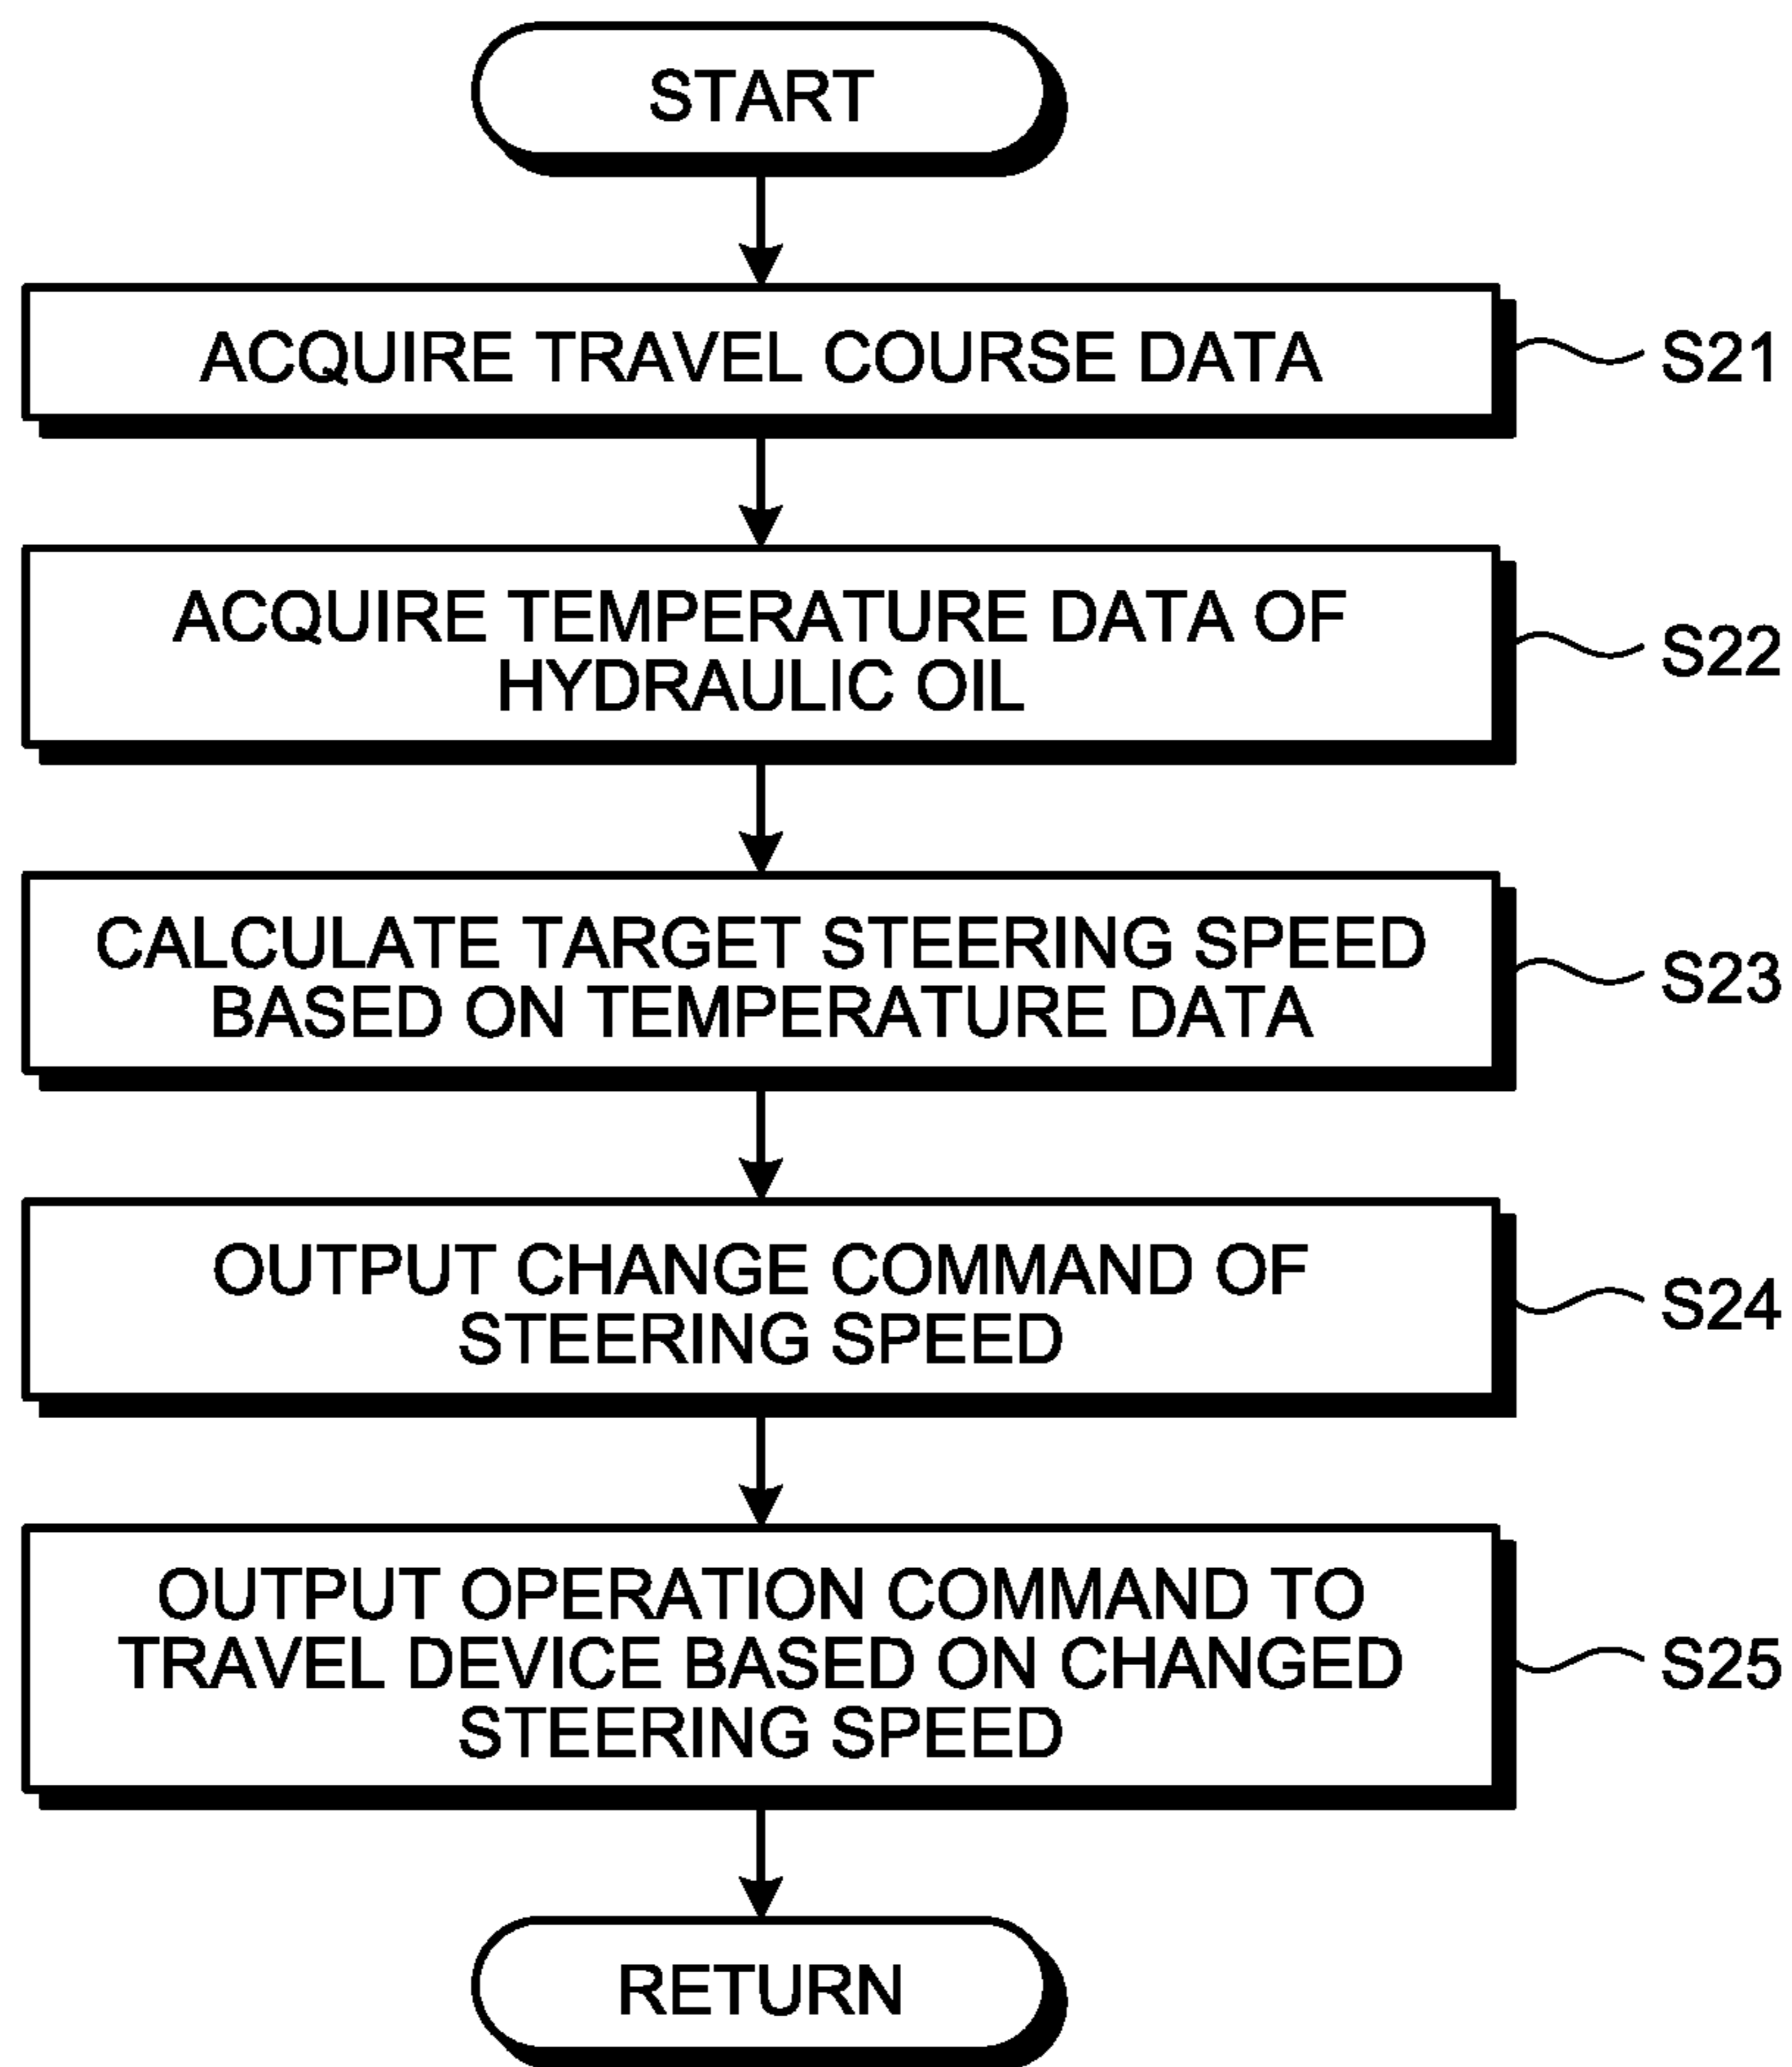 START
ACQUIRE TRAVEL COURSE DATA
S21
ACQUIRE TEMPERATURE DATA OF
HYDRAULIC OIL
S22
CALCULATE TARGET STEERING SPEED
BASED ON TEMPERATURE DATA
S23
OUTPUT CHANGE COMMAND OF
STEERING SPEED
S24
OUTPUT OPERATION COMMAND TO
TRAVEL DEVICE BASED ON CHANGED
STEERING SPEED
S25
RETURN